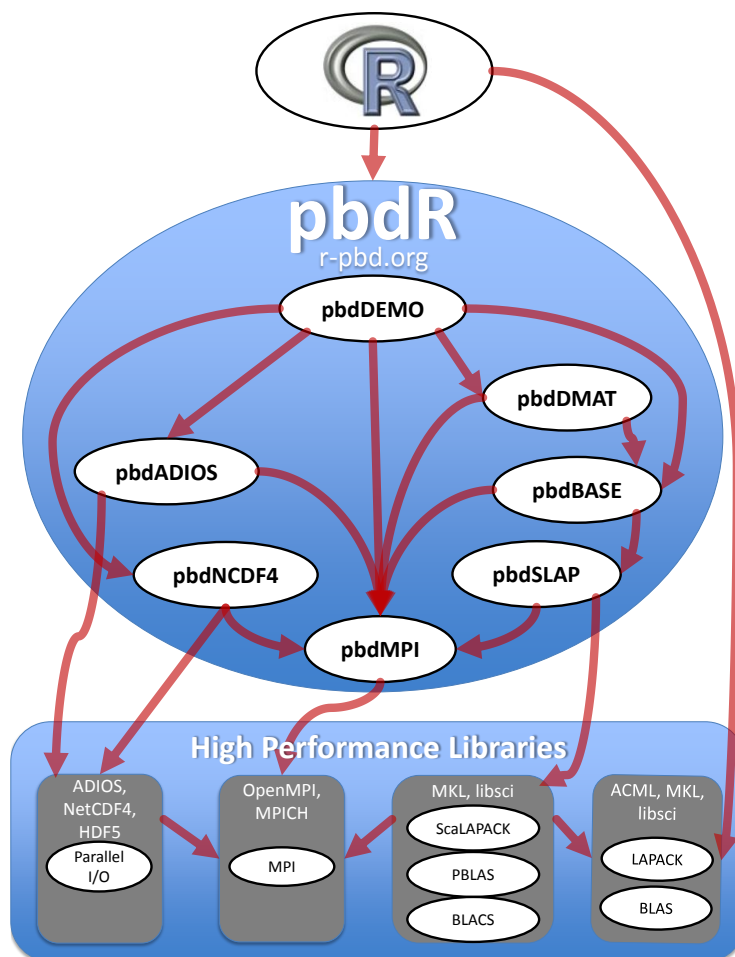 R
pbdR
r-pbd.org
pbdDEMO
pbdDMAT
pbdADIOS
pbdBASE
pbdNCDF4
pbdSLAP
pbdMPI
High Performance Libraries
ADIOS,
NetCDF4,
HDF5
Parallel
I/O
OpenMPI,
MPICH
MPI
MKL, libsci
ScaLAPACK
PBLAS
BLACS
ACML, MKL,
libsci
LAPACK
BLAS